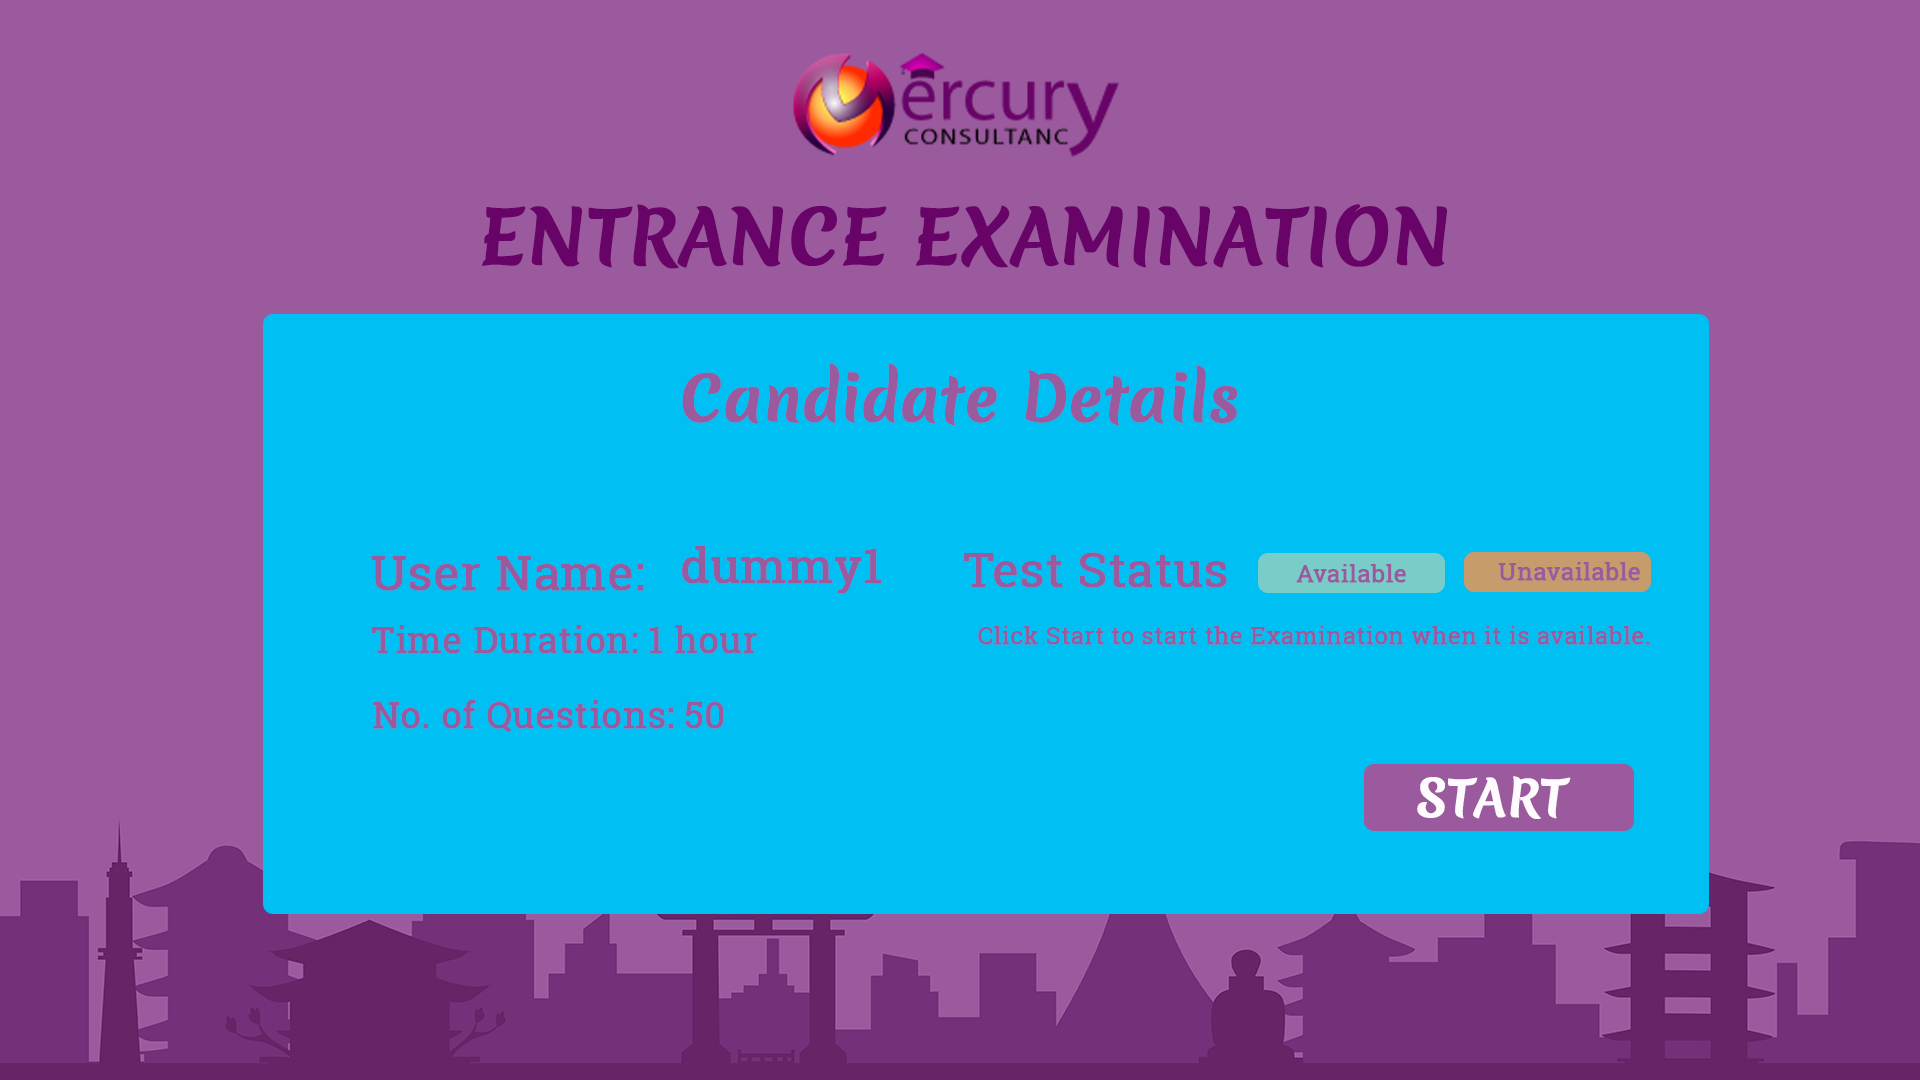 ercury
CONSULTANC
ENTRANCE EXAMINATION
Candidate Details
User Name: dummy1
Time Duration: 1 hour
No. of Questions: 50
Test Status Available Unavailable
Click Start to start the Examination when it is available.
START